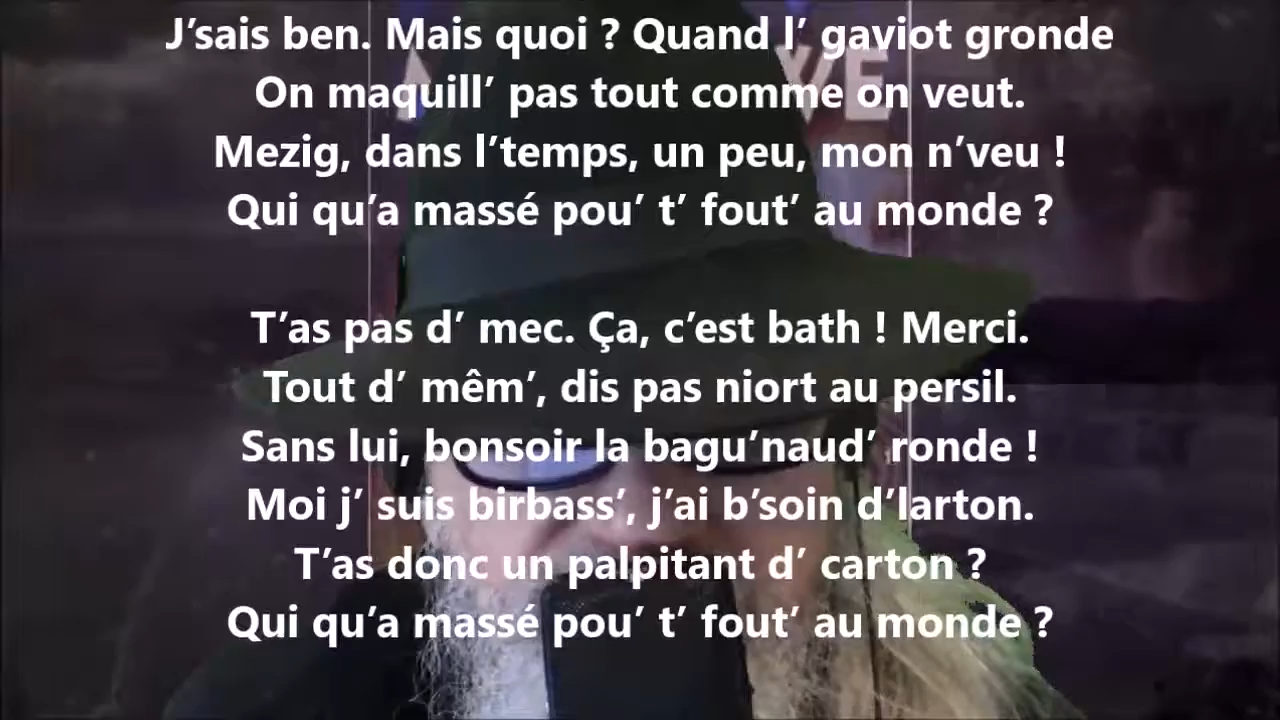 J’sais ben. Mais quoi ? Quand l’ gaviot gronde
On maquill’ pas tout comme on veut.
Mezig, dans l’temps, un peu, mon n’veu !
Qui qu’a massé pou’ t’ fout’ au monde ?
T’as pas d’ mec. Ça, c’est bath ! Merci.
Tout d’ mêm’, dis pas niort au persil.
Sans lui, bonsoir la bagu’naud’ ronde !
Moi j’ suis birbass’, j’ai b’soin d’larton.
T’as donc un palpitant d’ carton ?
Qui qu’a massé pou’ t’ fout’ au monde ?